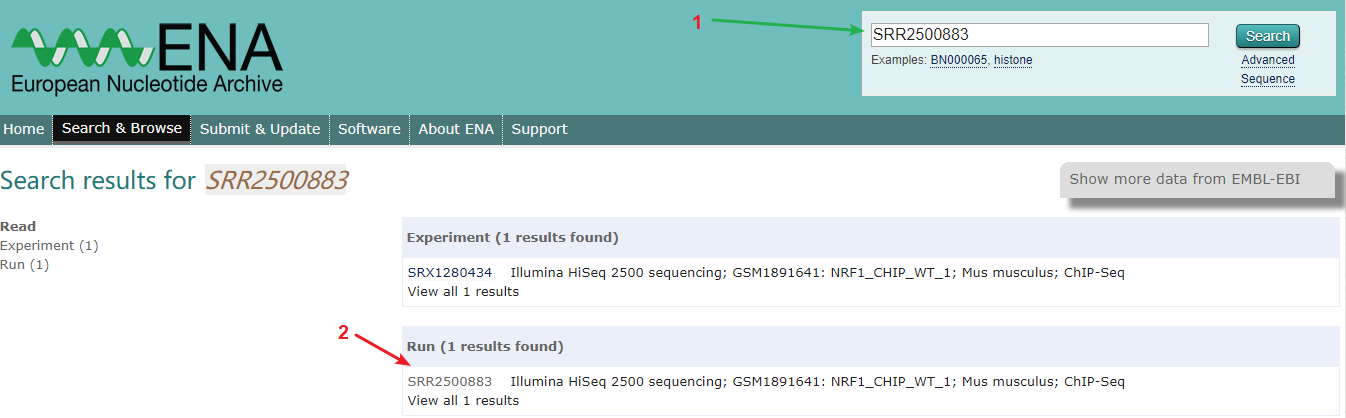 1
SRR2500883
Search
ENA
European Nucleotide Archive
Examples: BN000065, histone
Advanced
Sequence
Home Search & Browse Submit & Update Software About ENA Support
Search results for SRR2500883
Show more data from EMBL-EBI
Read
Experiment (1)
Run (1)
Experiment (1 results found)
SRX1280434 Illumina HiSeq 2500 sequencing; GSM1891641: NRF1_CHIP_WT_1; Mus musculus; ChIP-Seq
View all 1 results
2
Run (1 results found)
SRR2500883 Illumina HiSeq 2500 sequencing; GSM1891641: NRF1_CHIP_WT_1; Mus musculus; ChIP-Seq
View all 1 results